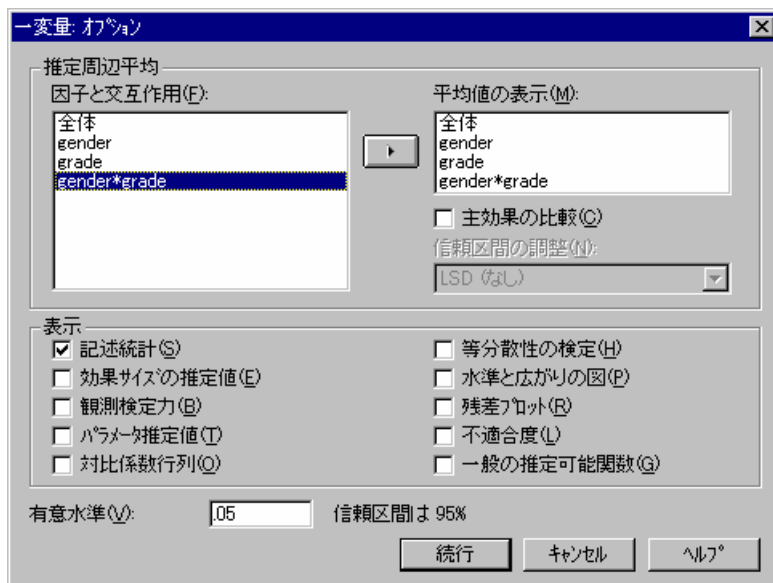 一変量: ｵﾌﾟｼｮﾝ
推定周辺平均
因子と交互作用(F):
全体
gender
grade
gender*grade
平均値の表示(M):
全体
gender
grade
gender*grade
主効果の比較(C)
信頼区間の調整(N):
LSD (なし)
表示
記述統計(S)
効果ｻｲｽﾞの推定値(E)
観測検定力(B)
ﾊﾟﾗﾒｰﾀ推定値(T)
対比係数行列(O)
等分散性の検定(H)
水準と広がりの図(P)
残差ﾌﾟﾛｯﾄ(R)
不適合度(L)
一般の推定可能関数(G)
有意水準(V): .05 信頼区間は 95%
続行 ｷｬﾝｾﾙ ﾍﾙﾌﾟ